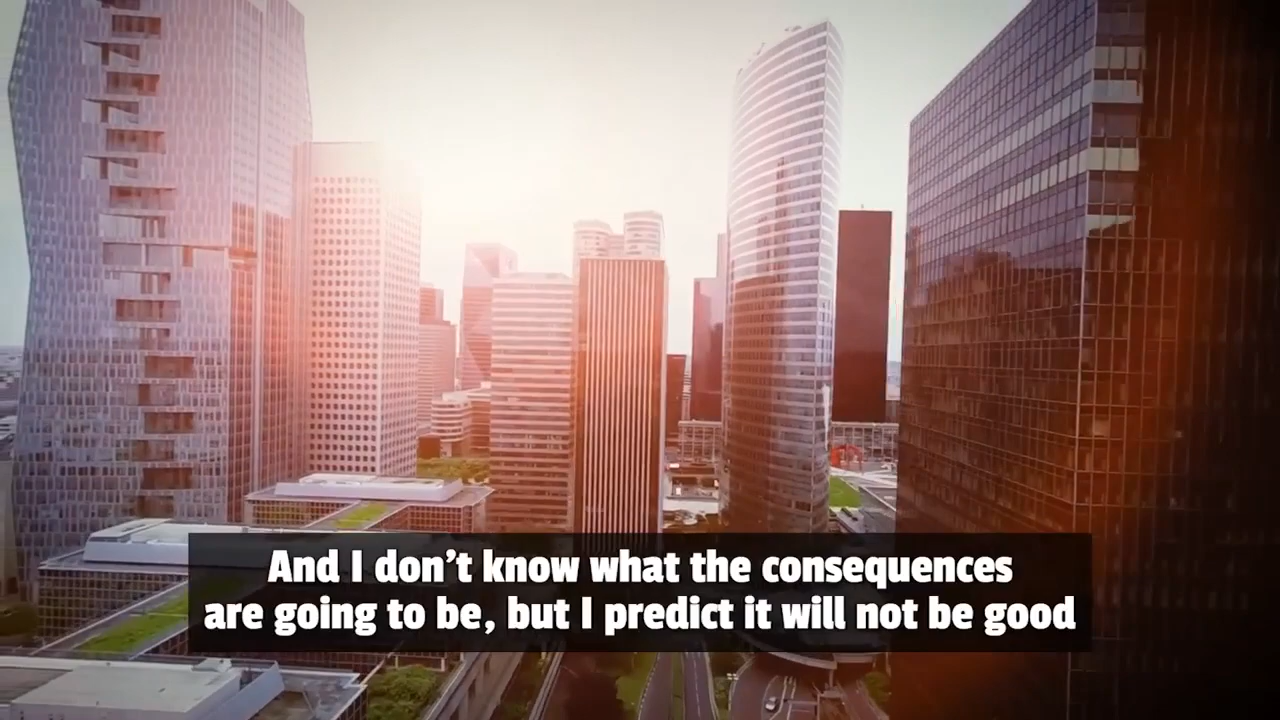 And I don’t know what the consequences
are going to be, but I predict it will not be good